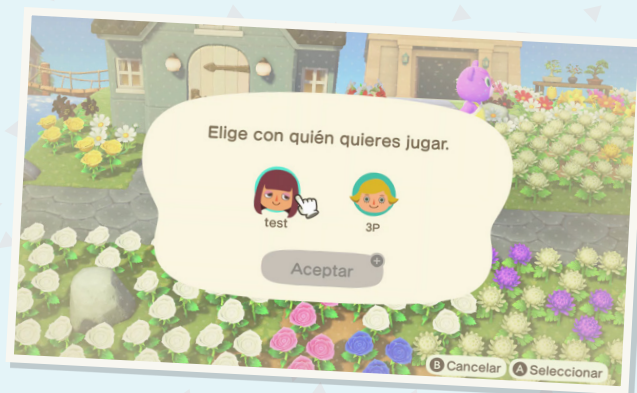 Elige con quién quieres jugar.
test 3P
Aceptar
B Cancelar A Seleccionar